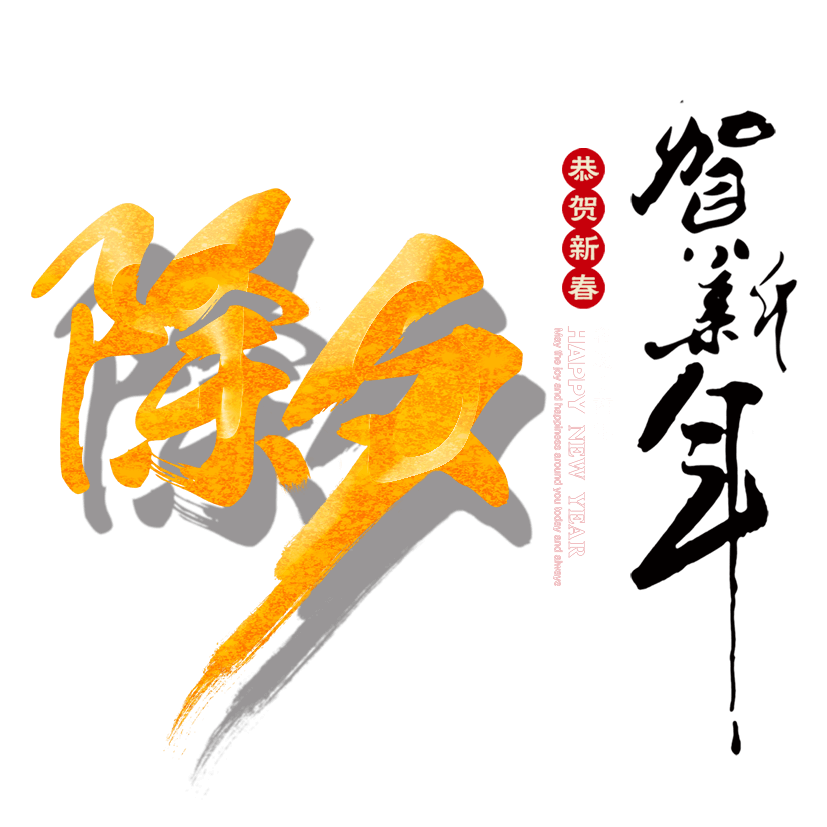 除夕
恭贺新春
HAPPY NEW YEAR
May the joy and happiness around you today and always
贺新年